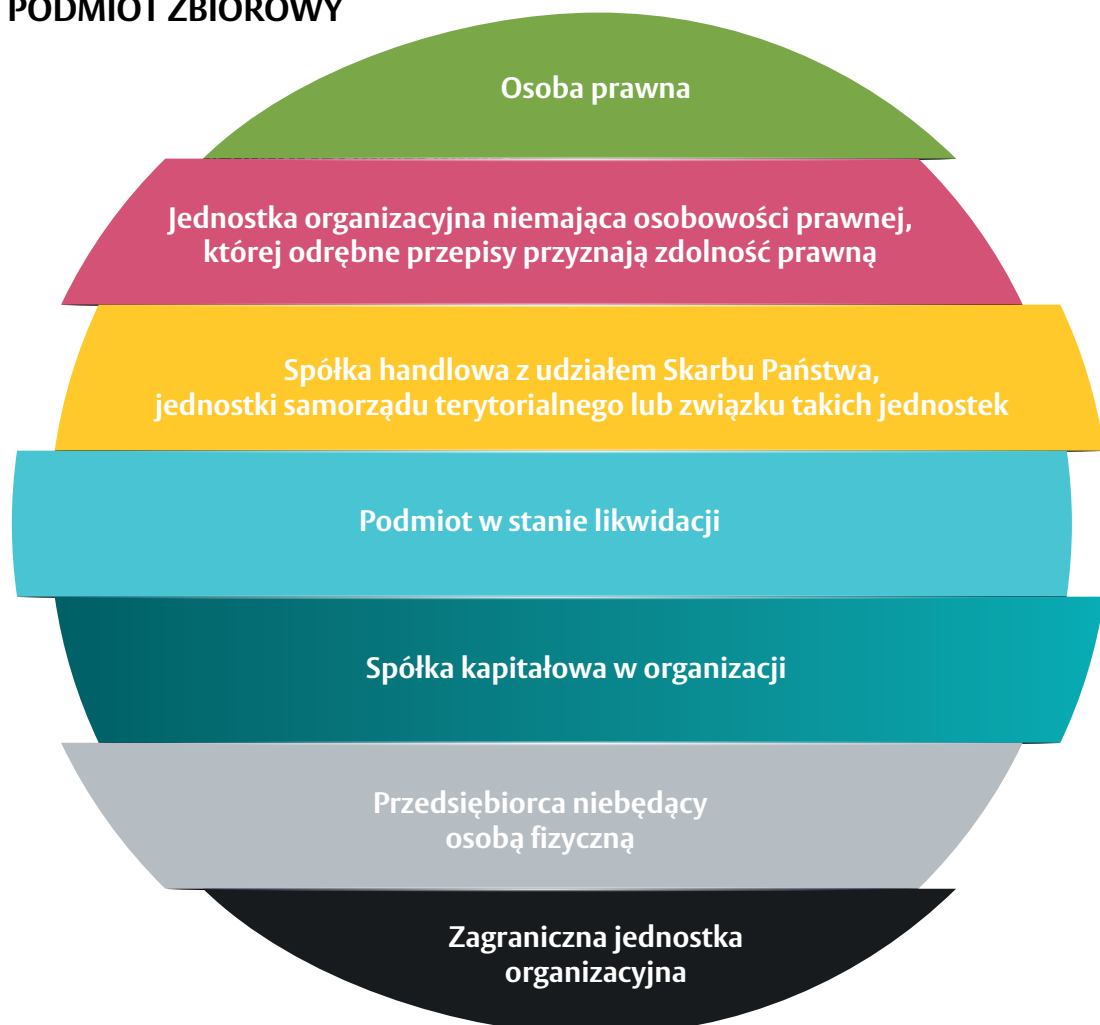 PODMIOT ZBIOROWY
Osoba prawna
Jednostka organizacyjna niemająca osobowości prawnej,
której odrębne przepisy przyznają zdolność prawną
Spółka handlowa z udziałem Skarbu Państwa,
jednostki samorządu terytorialnego lub związku takich jednostek
Podmiot w stanie likwidacji
Spółka kapitałowa w organizacji
Przedsiębiorca niebędący
osobą fizyczną
Zagraniczna jednostka
organizacyjna